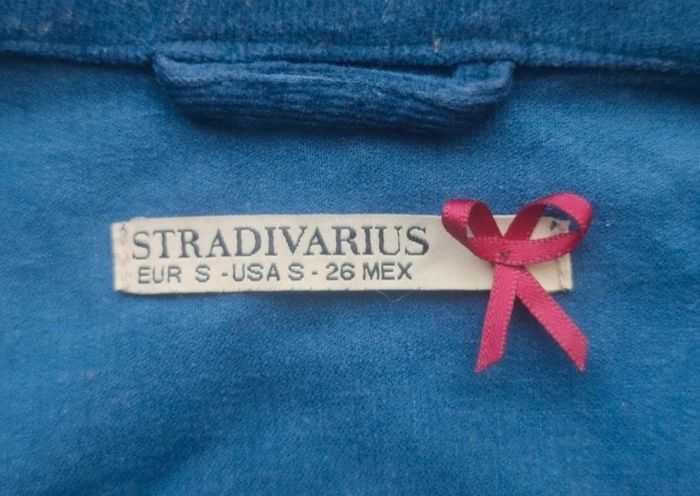 STRADIVARIUS
EUR S - USA S - 26 MEX